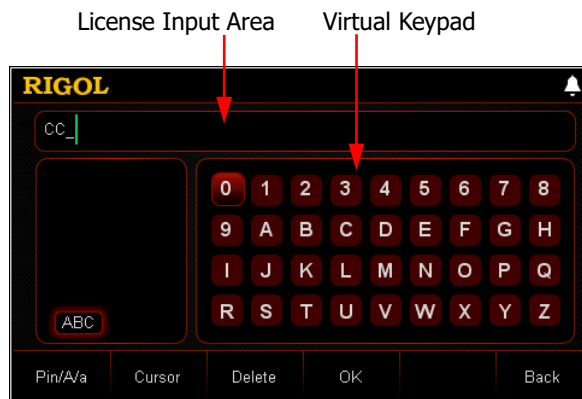 License Input Area Virtual Keypad
RIGOL
CC_
0 1 2 3 4 5 6 7 8
9 A B C D E F G H
I J K L M N O P Q
R S T U V W X Y Z
ABC
Pin/A/a Cursor Delete OK Back